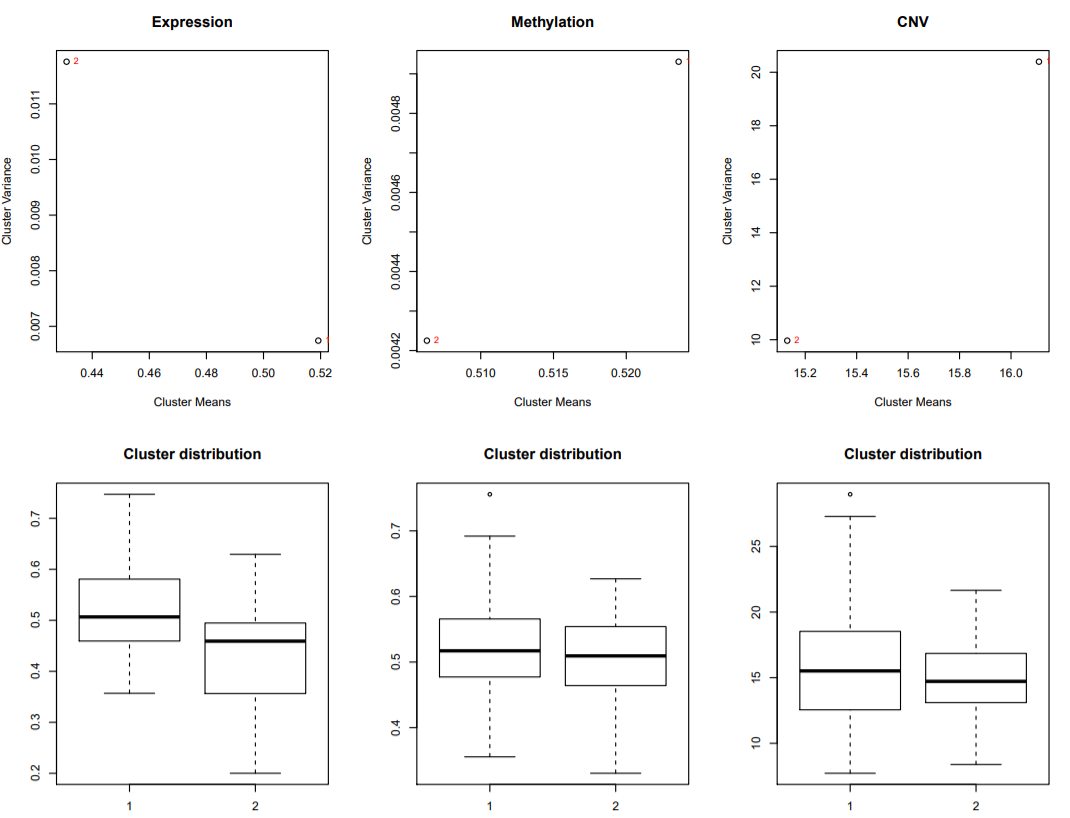 Expression
Cluster Variance
0.007 0.008 0.009 0.010 0.011
2
1
0.44 0.46 0.48 0.50 0.52
Cluster Means
Methylation
Cluster Variance
0.0042 0.0044 0.0046 0.0048
2
0.510 0.515 0.520
Cluster Means
CNV
Cluster Variance
10 12 14 16 18 20
2
15.2 15.4 15.6 15.8 16.0
Cluster Means
Cluster distribution
0.2 0.3 0.4 0.5 0.6 0.7
1 2
Cluster distribution
0.4 0.5 0.6 0.7
1 2
Cluster distribution
10 15 20 25
1 2